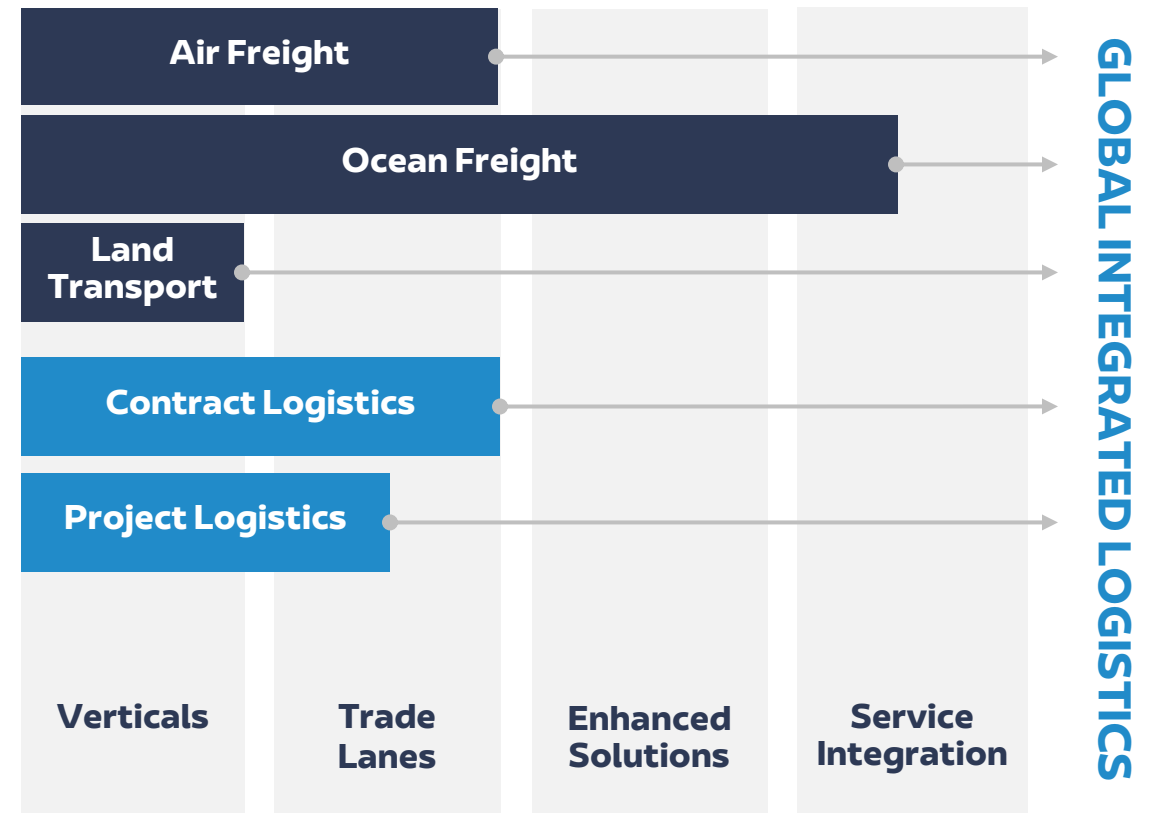 Air Freight
Ocean Freight
Land
Transport
Contract Logistics
Project Logistics
Verticals
Trade
Lanes
Enhanced
Solutions
Service
Integration
GLOBAL INTEGRATED LOGISTICS